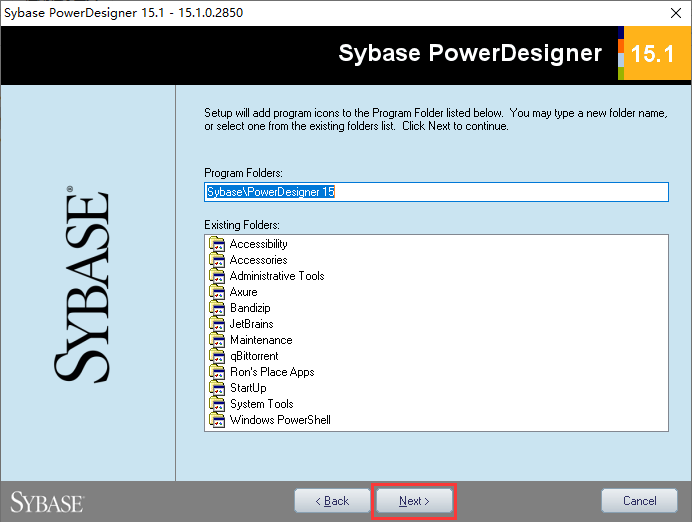 Sybase PowerDesigner 15.1 - 15.1.0.2850
Sybase PowerDesigner 15.1
Setup will add program icons to the Program Folder listed below. You may type a new folder name,
or select one from the existing folders list. Click Next to continue.
Program Folders:
Sybase\PowerDesigner 15
Existing Folders:
Accessibility
Accessories
Administrative Tools
Axure
Bandizip
JetBrains
Maintenance
qBittorrent
Ron's Place Apps
StartUp
System Tools
Windows PowerShell
SYBASE®
SYBASE
< Back
Next >
Cancel